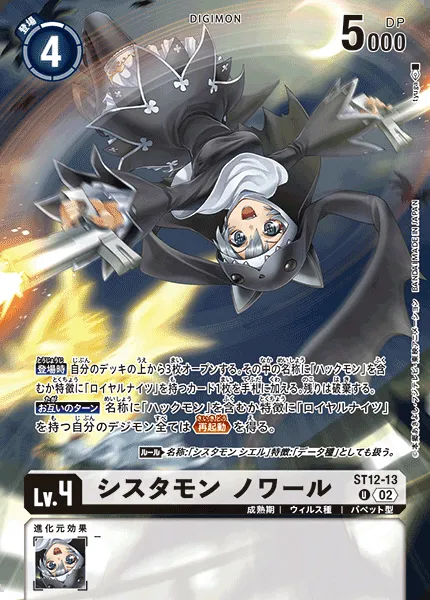 登場
4
DIGIMON
5000
DP
BANDAI MADE IN JAPAN
登場時 自分のデッキの上から3枚オープンする。その中の名称に「ハックモン」を含
むか特徴に「ロイヤルナイツ」を持つカード1枚を手札に加える。残りは破棄する。
お互いのターン 名称に「ハックモン」を含むか特徴に「ロイヤルナイツ」
を持つ自分のデジモン全ては 再起動 を得る。
ルール 名称:「シスタモン シエル」/特徴:「データ種」としても扱う。
Lv.4
シスタモン ノワール
ST12-13
U 02
成熟期 | ウィルス種 | パペット型
進化元効果
-